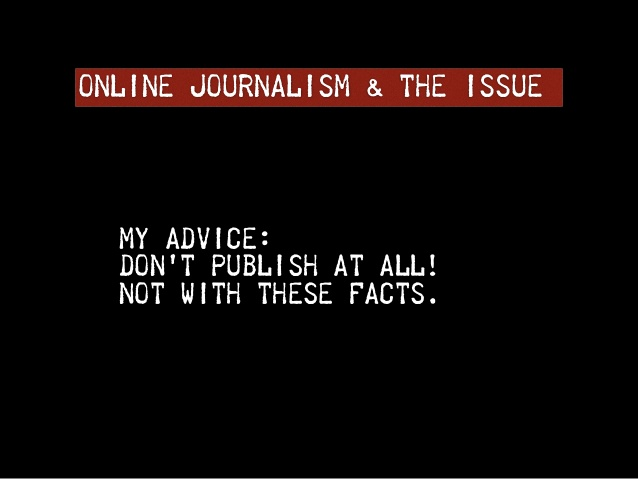 ONLINE JOURNALISM & THE ISSUE
MY ADVICE:
DON'T PUBLISH AT ALL!
NOT WITH THESE FACTS.